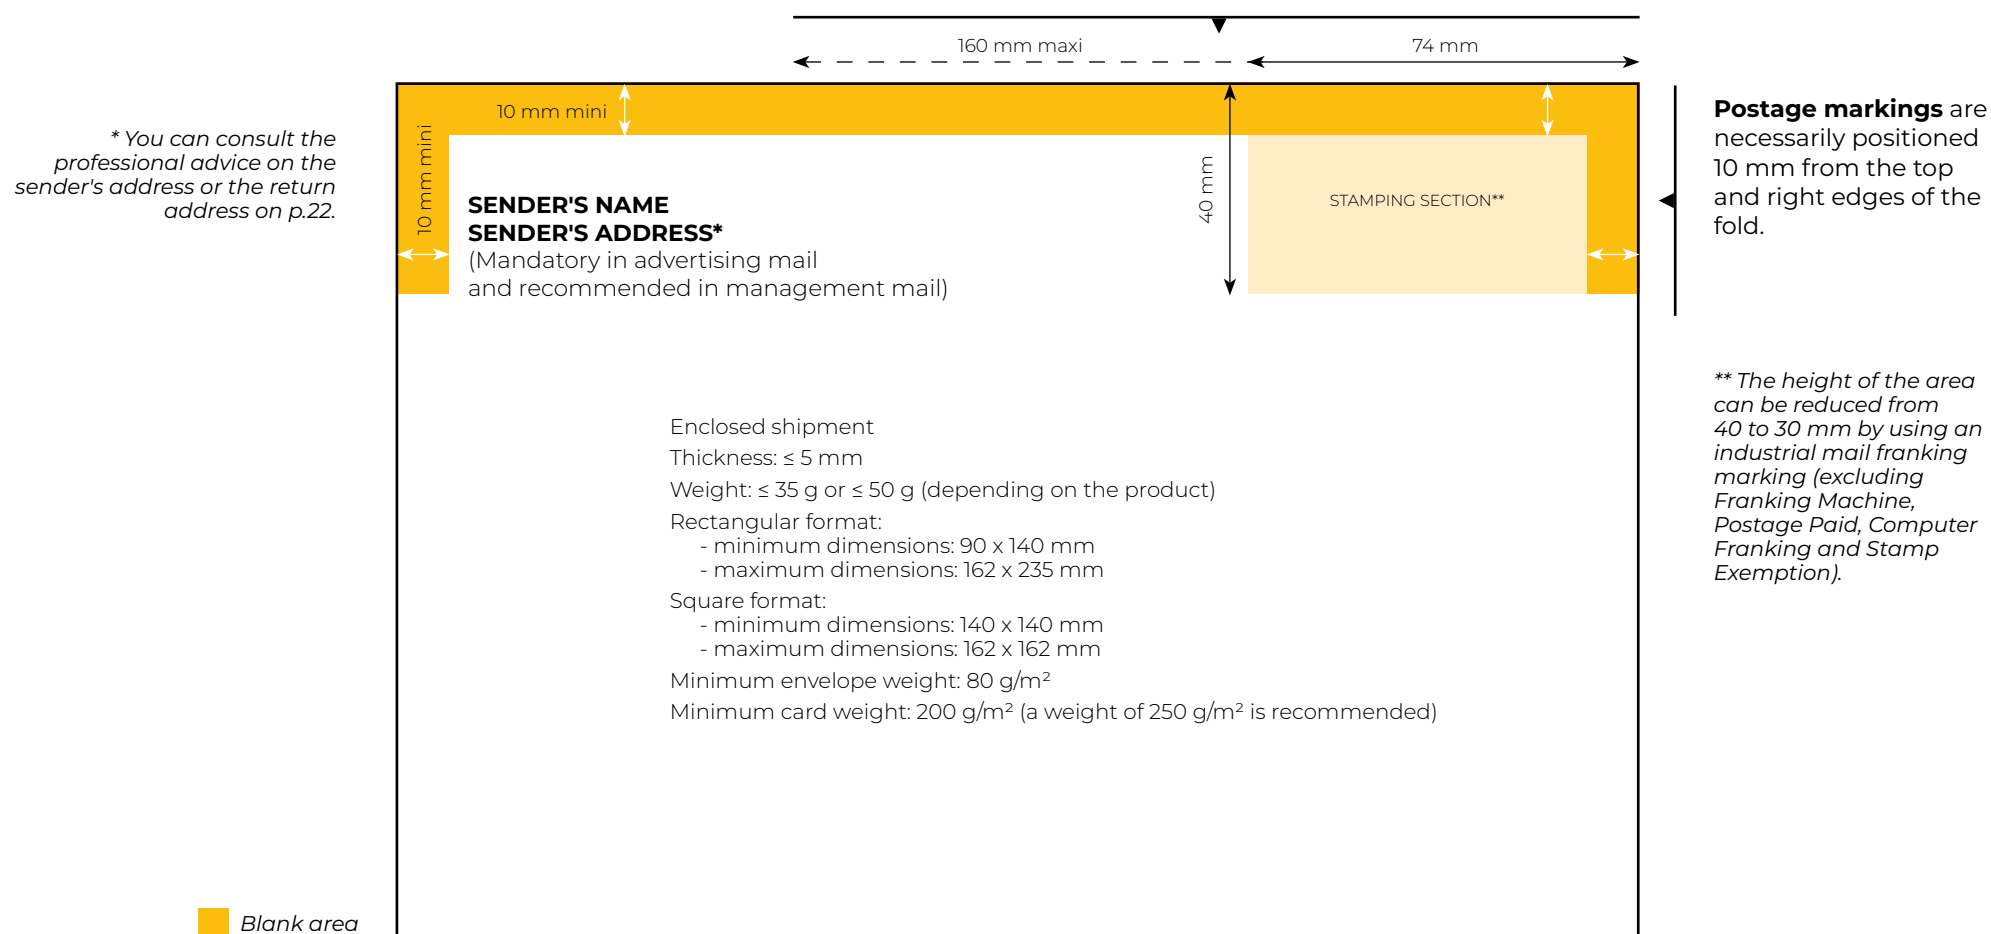 160 mm maxi
74 mm
10 mm mini
10 mm mini
40 mm
* You can consult the
professional advice on the
sender's address or the return
address on p.22.
SENDER'S NAME
SENDER'S ADDRESS*
(Mandatory in advertising mail
and recommended in management mail)
STAMPING SECTION**
Postage markings are
necessarily positioned
10 mm from the top
and right edges of the
fold.
** The height of the area
can be reduced from
40 to 30 mm by using an
industrial mail franking
marking (excluding
Franking Machine,
Postage Paid, Computer
Franking and Stamp
Exemption).
Enclosed shipment
Thickness: ≤ 5 mm
Weight: ≤ 35 g or ≤ 50 g (depending on the product)
Rectangular format:
- minimum dimensions: 90 x 140 mm
- maximum dimensions: 162 x 235 mm
Square format:
- minimum dimensions: 140 x 140 mm
- maximum dimensions: 162 x 162 mm
Minimum envelope weight: 80 g/m²
Minimum card weight: 200 g/m² (a weight of 250 g/m² is recommended)
Blank area